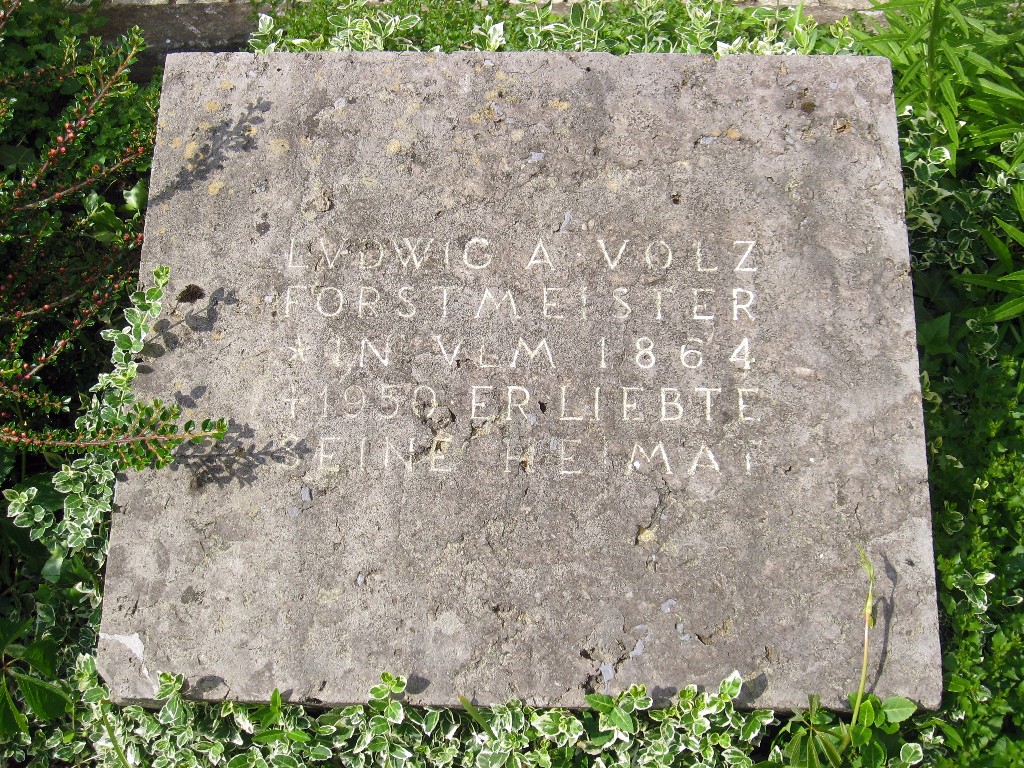 LVDWIG A·VOLZ
FORSTMEISTER
* IN VLM 1864
†1950·ER·LIEBTE
SEINE HEIMAT